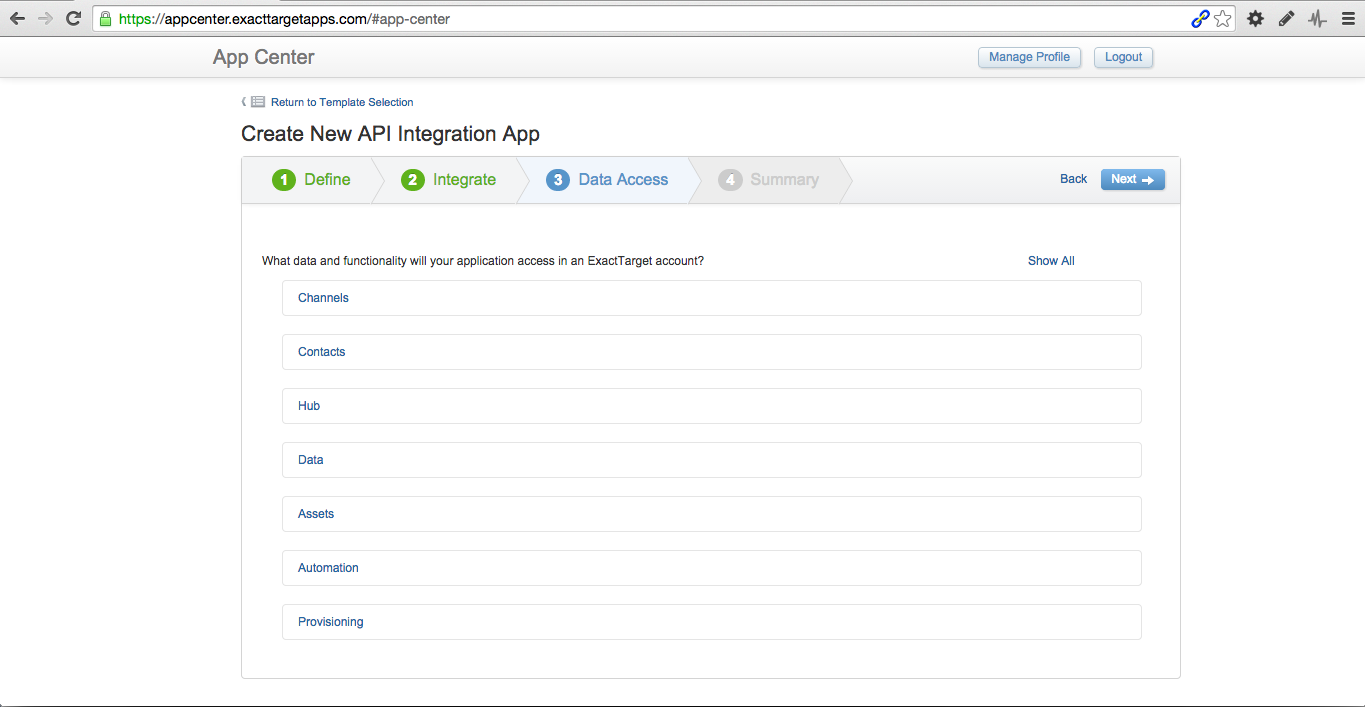 https://appcenter.exacttargetapps.com/#app-center
App Center
Manage Profile
Logout
Return to Template Selection
Create New API Integration App
1 Define
2 Integrate
3 Data Access
4 Summary
Back
Next
What data and functionality will your application access in an ExactTarget account?
Show All
Channels
Contacts
Hub
Data
Assets
Automation
Provisioning